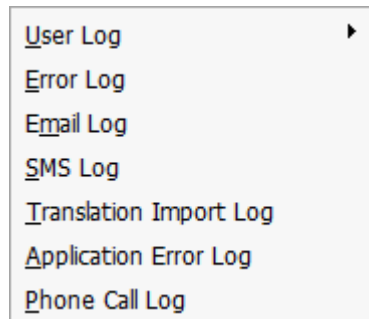 User Log
Error Log
Email Log
SMS Log
Translation Import Log
Application Error Log
Phone Call Log